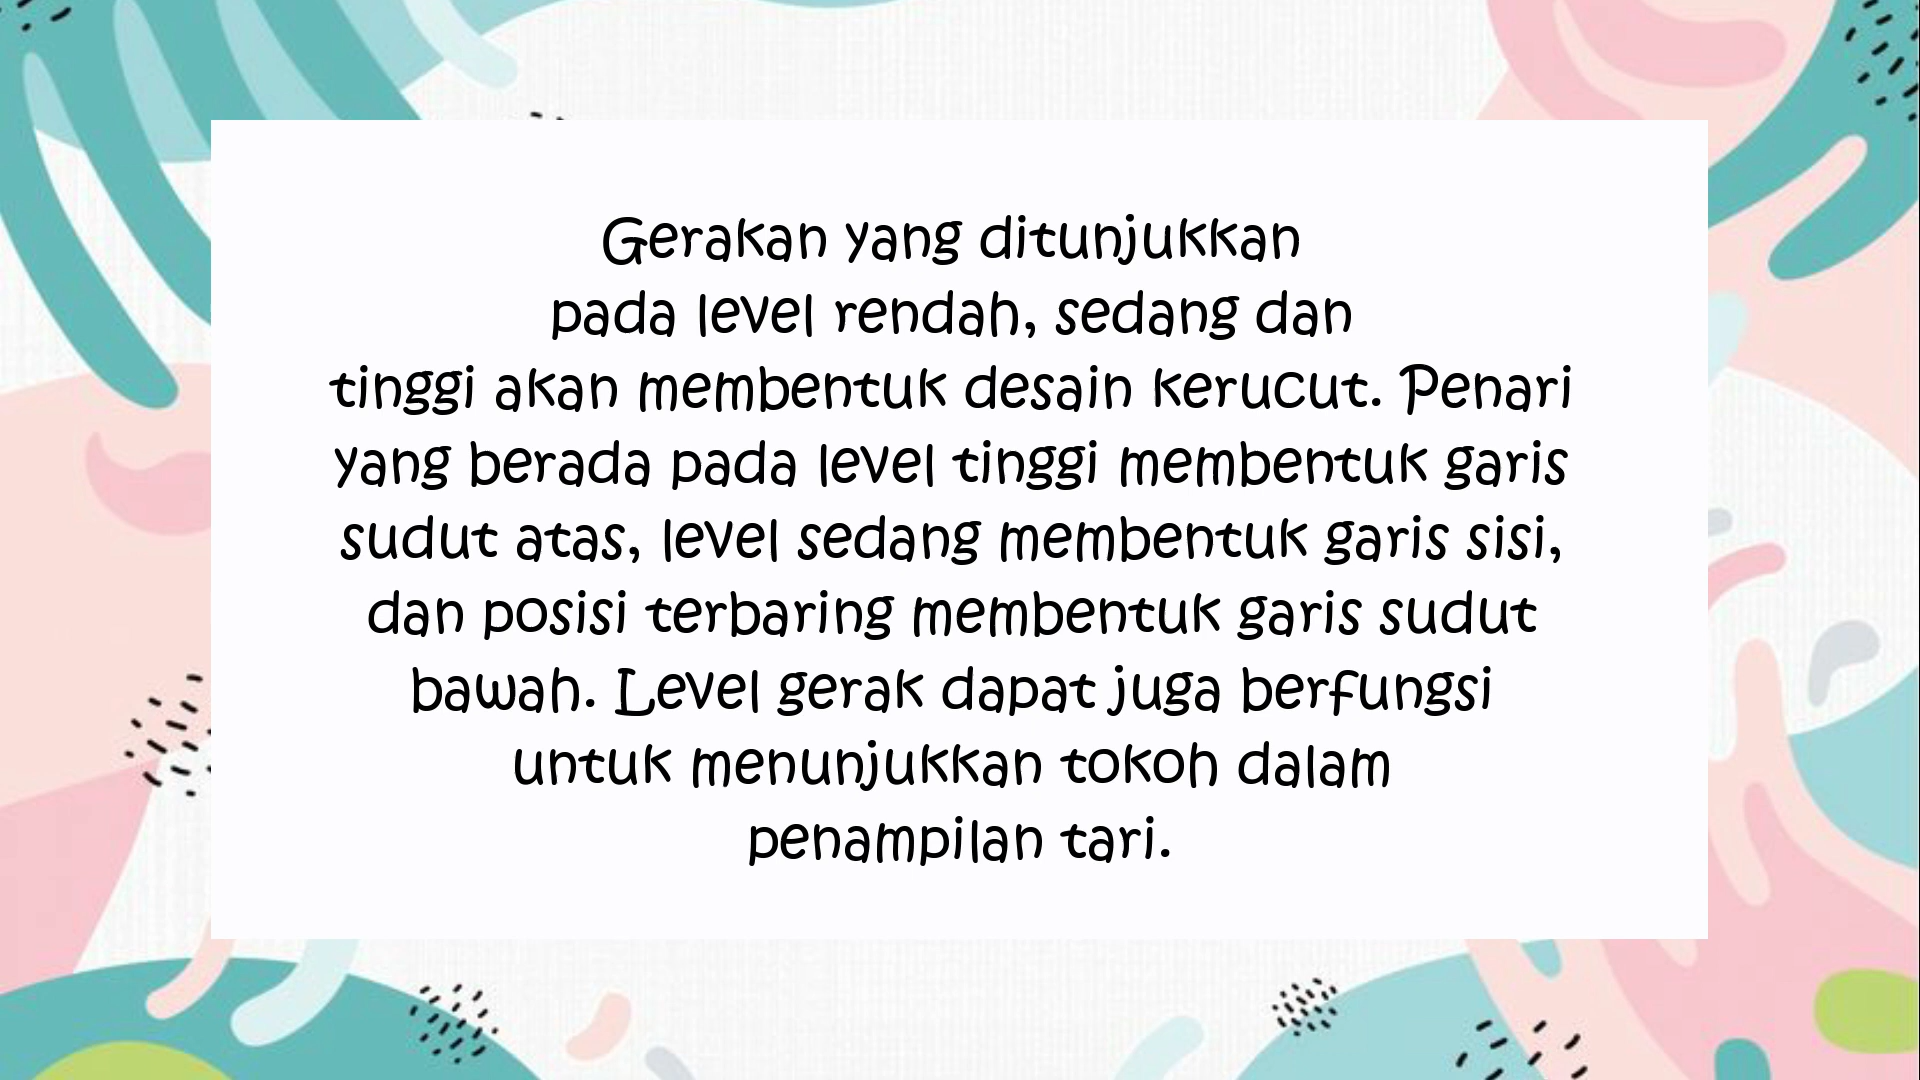 Gerakan yang ditunjukkan
pada level rendah, sedang dan
tinggi akan membentuk desain kerucut. Penari
yang berada pada level tinggi membentuk garis
sudut atas, level sedang membentuk garis sisi,
dan posisi terbaring membentuk garis sudut
bawah. Level gerak dapat juga berfungsi
untuk menunjukkan tokoh dalam
penampilan tari.